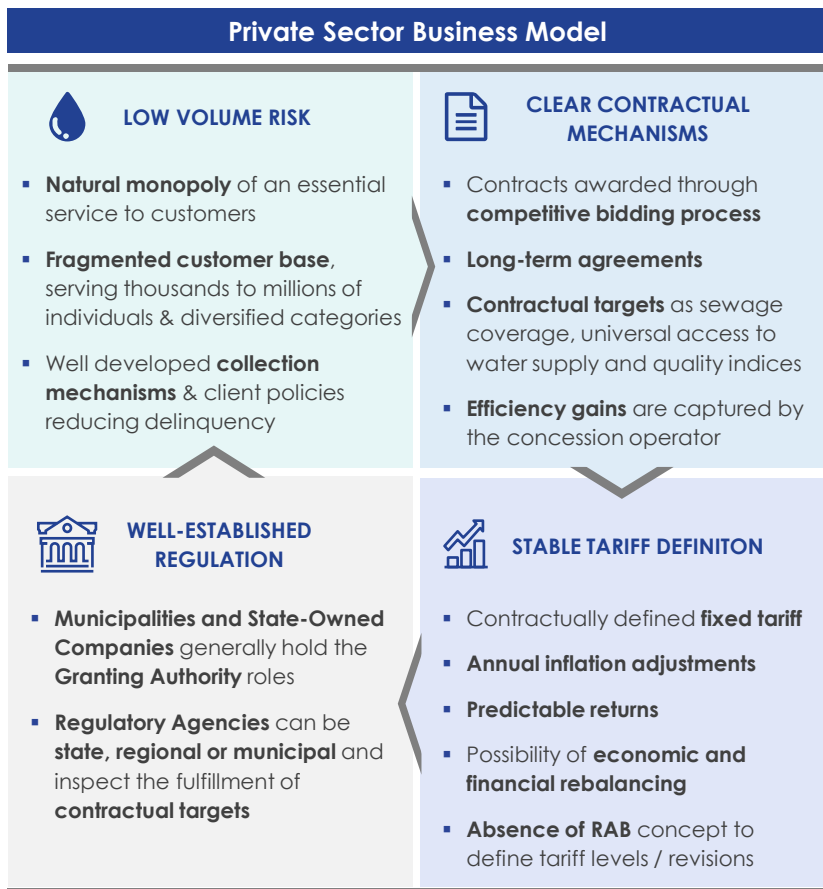 Private Sector Business Model
LOW VOLUME RISK
▪ Natural monopoly of an essential
service to customers
▪ Fragmented customer base,
serving thousands to millions of
individuals & diversified categories
▪ Well developed collection
mechanisms & client policies
reducing delinquency
CLEAR CONTRACTUAL
MECHANISMS
▪ Contracts awarded through
competitive bidding process
▪ Long-term agreements
▪ Contractual targets as sewage
coverage, universal access to
water supply and quality indices
▪ Efficiency gains are captured by
the concession operator
WELL-ESTABLISHED
REGULATION
▪ Municipalities and State-Owned
Companies generally hold the
Granting Authority roles
▪ Regulatory Agencies can be
state, regional or municipal and
inspect the fulfillment of
contractual targets
STABLE TARIFF DEFINITON
▪ Contractually defined fixed tariff
▪ Annual inflation adjustments
▪ Predictable returns
▪ Possibility of economic and
financial rebalancing
▪ Absence of RAB concept to
define tariff levels / revisions